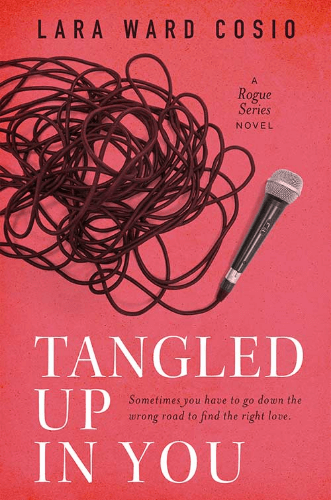 LARA WARD COSIO
A
Rogue
Series
NOVEL
TANGLED
UP
IN YOU
Sometimes you have to go down the
wrong road to find the right love.